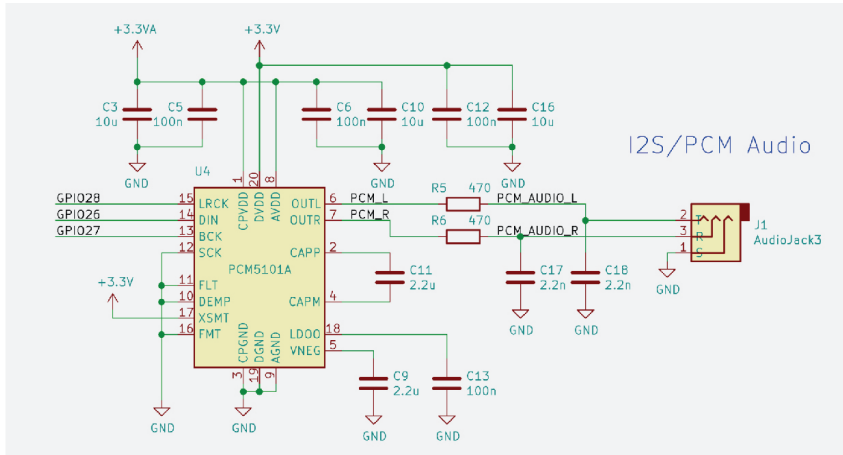 +3.3VA
+3.3V
C3
10u
C5
100n
C6
100n
C10
10u
C12
100n
C16
10u
I2S/PCM Audio
GND
GND
GND
U4
1
20
8
CPVDD
DVDD
AVDD
GPIO28
15
LRCK
OUTL
6
PCM_L
R5
470
PCM_AUDIO_L
GPIO26
14
DIN
OUTR
7
PCM_R
R6
470
PCM_AUDIO_R
GPIO27
13
BCK
12
SCK
CAPP
2
2
T
3
R
1
S
J1
AudioJack3
PCM5101A
C11
2.2u
C17
2.2n
C18
2.2n
GND
+3.3V
11
FLT
10
DEMP
CAPM
4
17
XSMT
16
FMT
LDOO
18
VNEG
5
GND
GND
CPGND
DGND
AGND
3
19
9
C9
2.2u
C13
100n
GND
GND
GND
GND